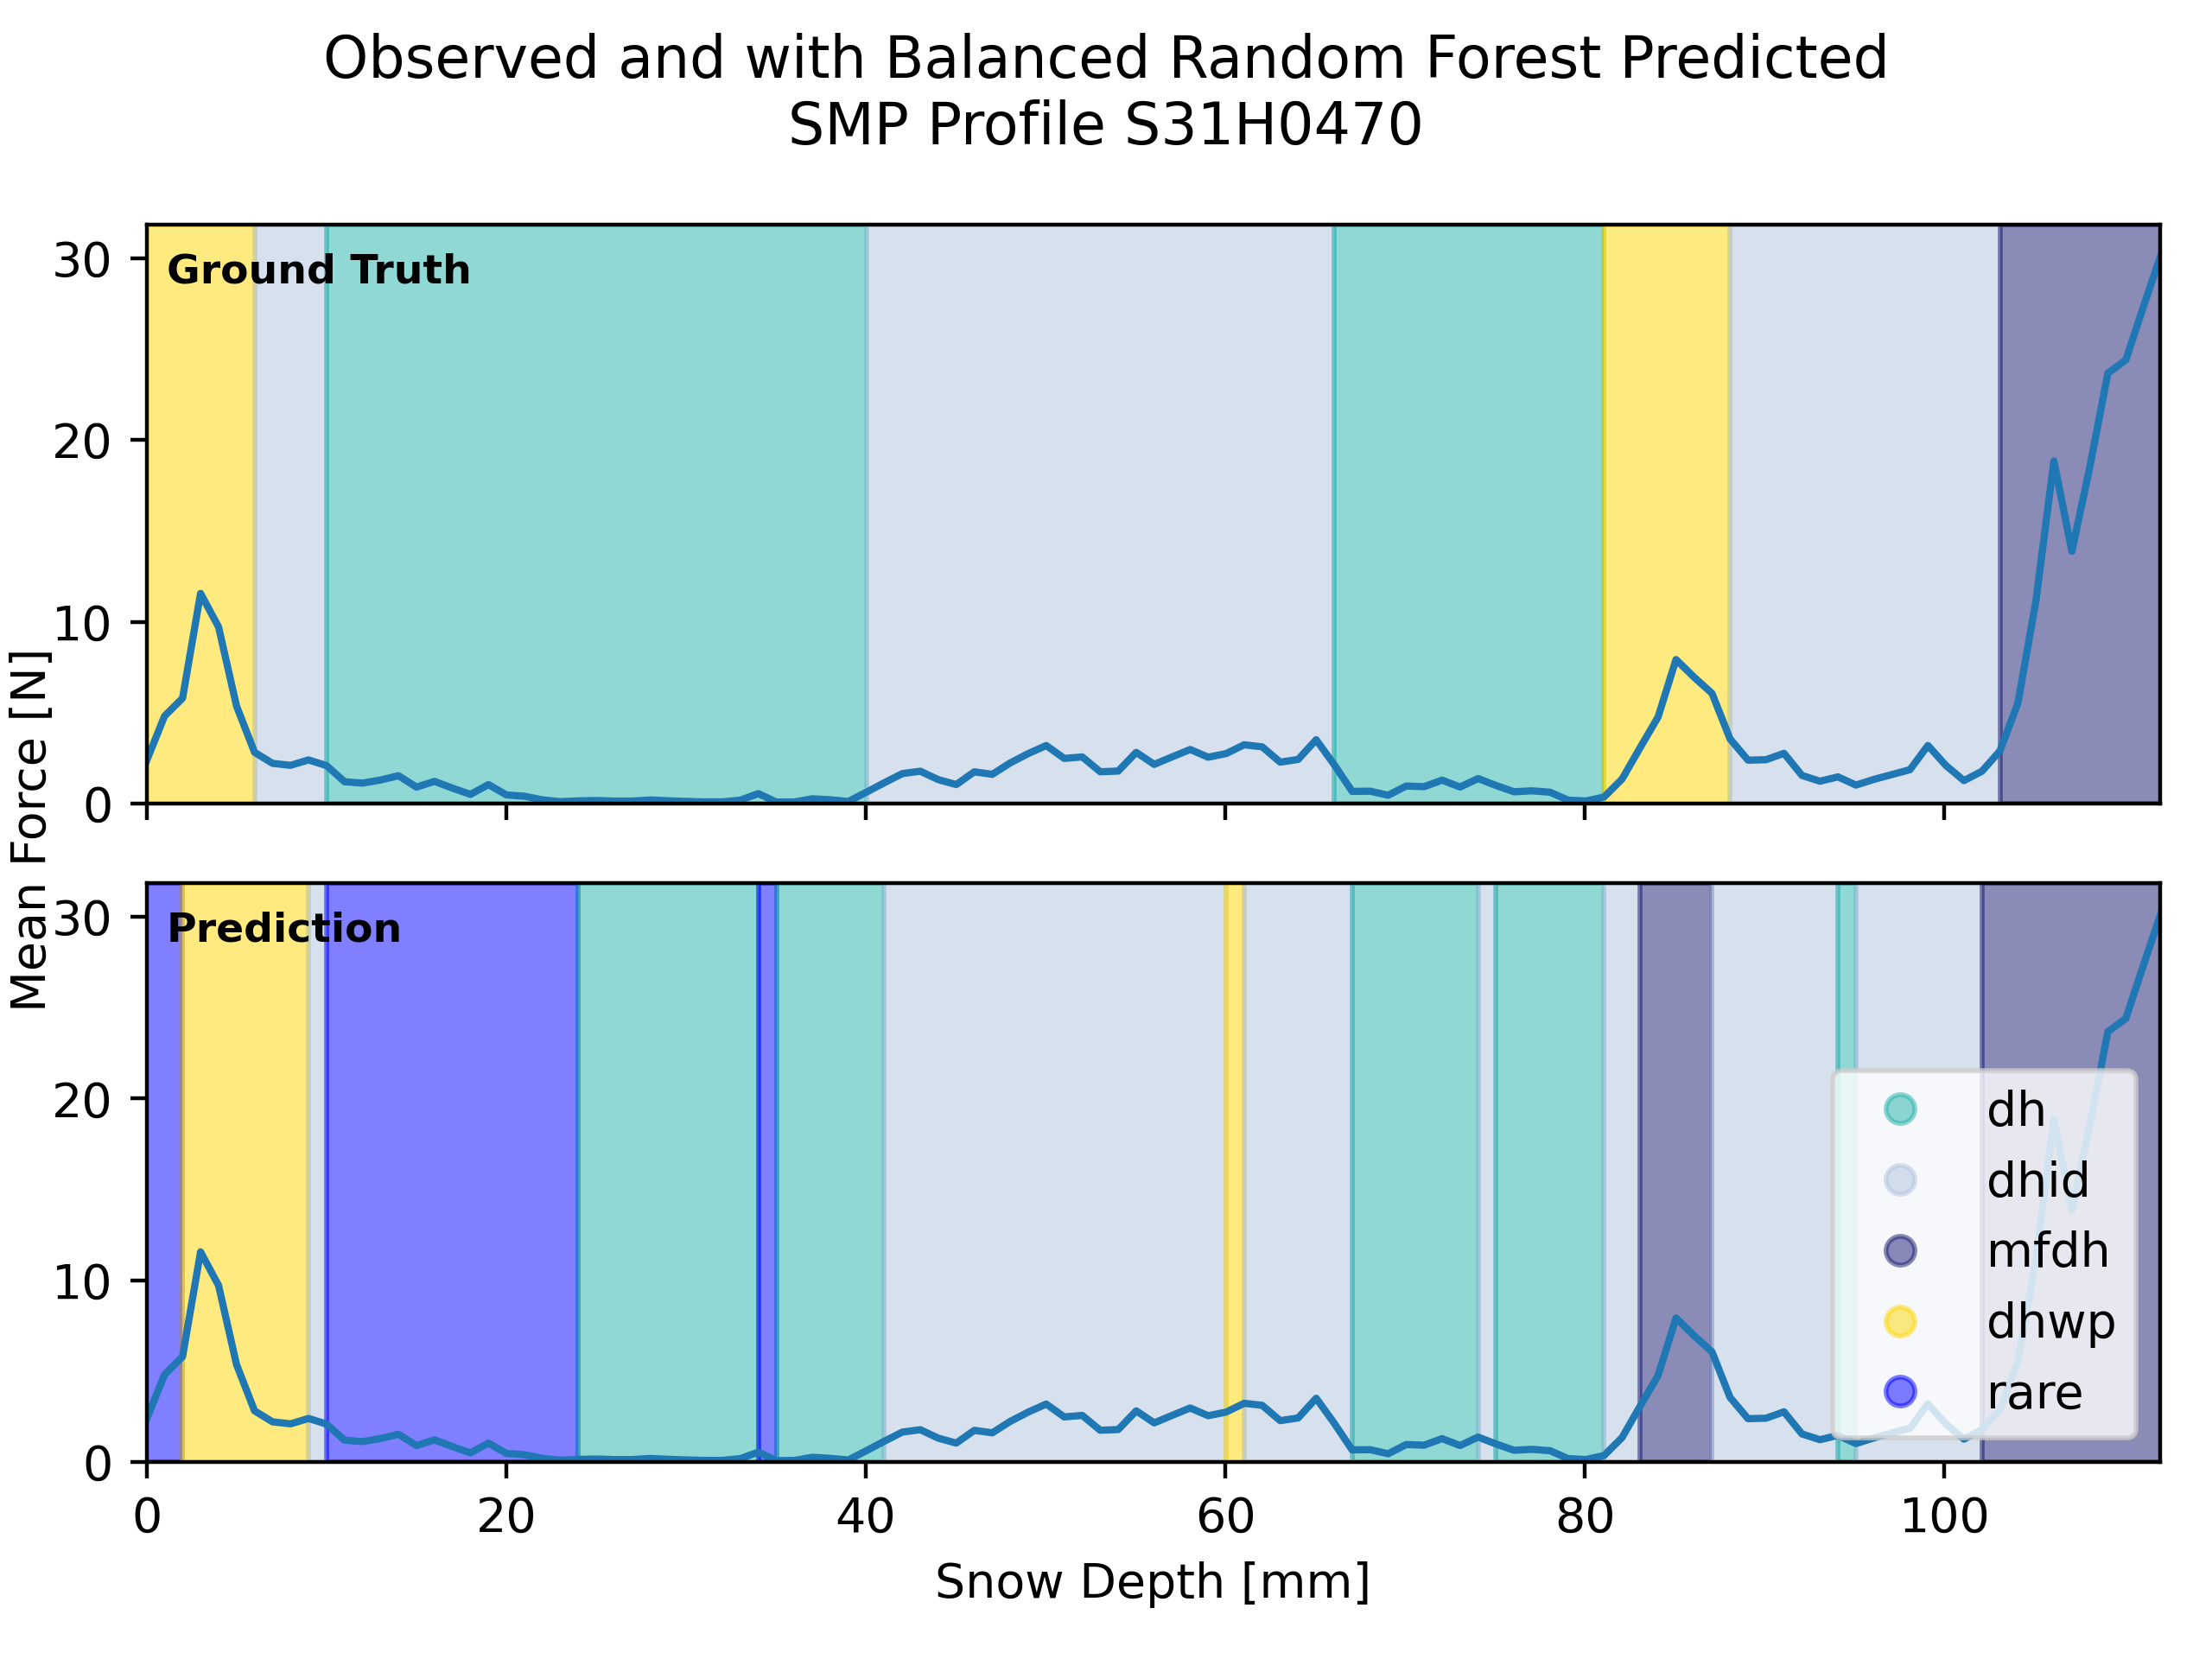 Observed and with Balanced Random Forest Predicted
SMP Profile S31H0470
Ground Truth
30
20
10
0
Mean Force [N]
Prediction
30
20
10
0
dh
dhid
mfdh
dhwp
rare
0 20 40 60 80 100
Snow Depth [mm]